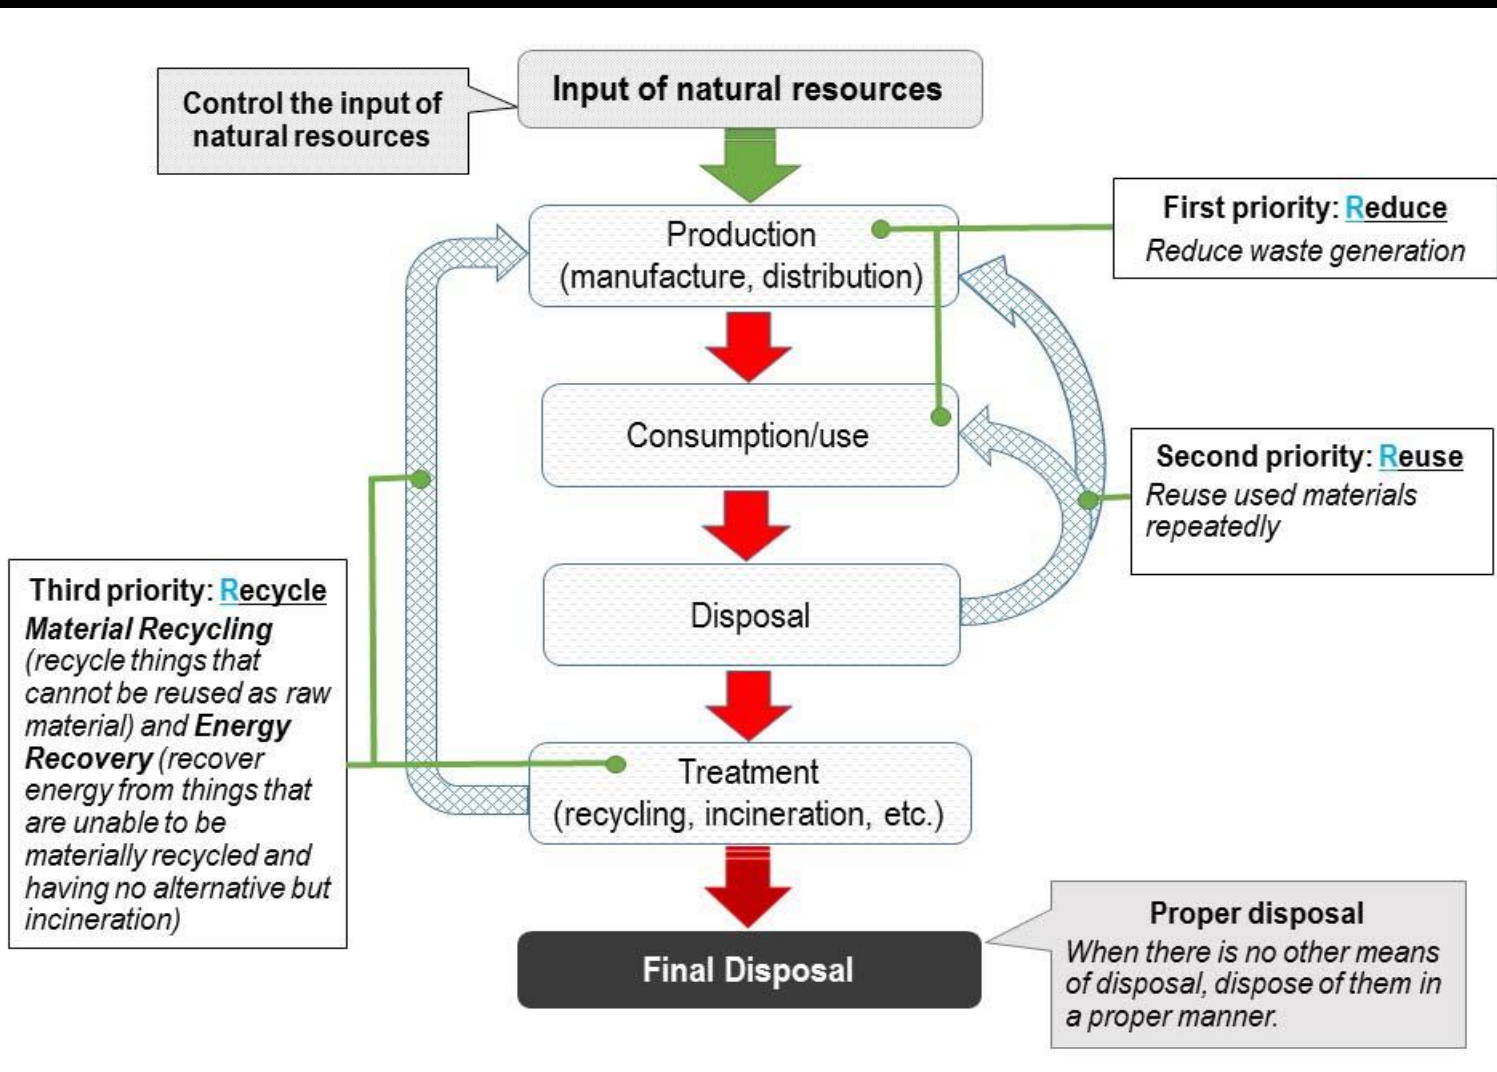 Input of natural resources
Control the input of
natural resources
First priority: Reduce
Reduce waste generation
Production
(manufacture, distribution)
Consumption/use
Second priority: Reuse
Reuse used materials
repeatedly
Disposal
Third priority: Recycle
Material Recycling
(recycle things that
cannot be reused as raw
material) and Energy
Recovery (recover
energy from things that
are unable to be
materially recycled and
having no alternative but
incineration)
Treatment
(recycling, incineration, etc.)
Final Disposal
Proper disposal
When there is no other means
of disposal, dispose of them in
a proper manner.